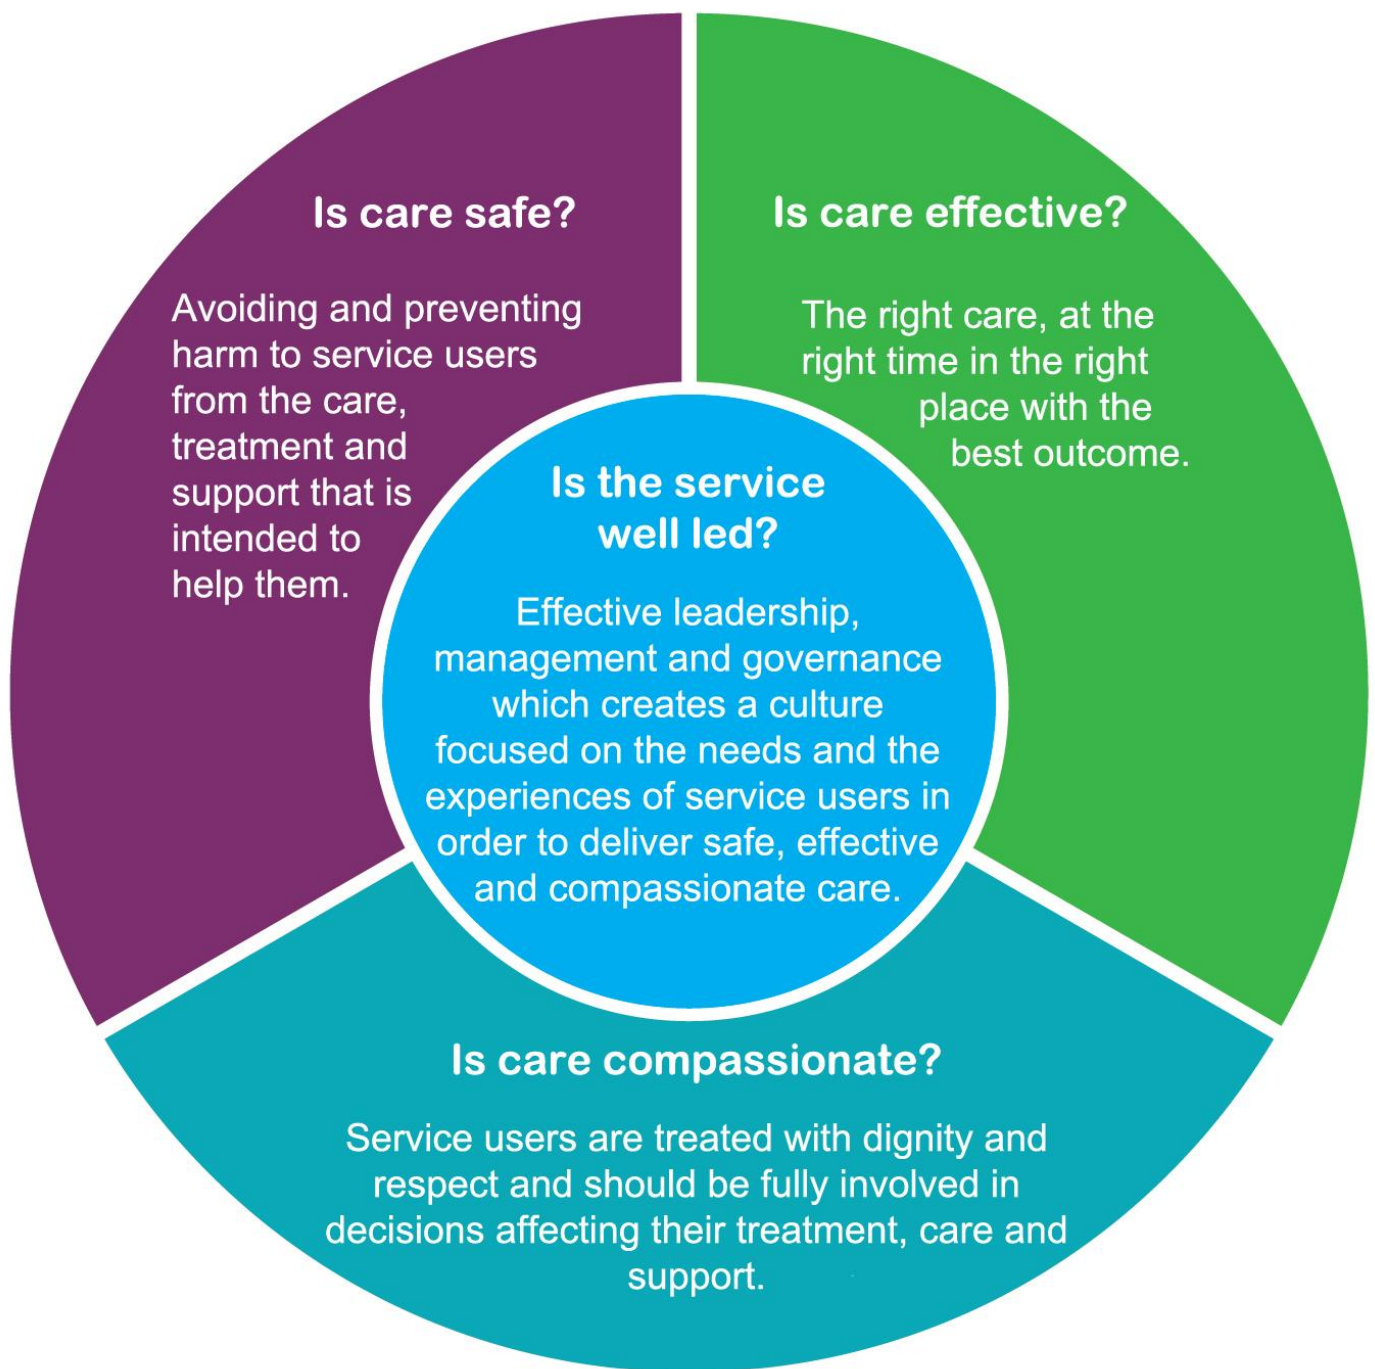 Is care safe?
Avoiding and preventing
harm to service users
from the care,
treatment and
support that is
intended to
help them.
Is care effective?
The right care, at the
right time in the right
place with the
best outcome.
Is the service
well led?
Effective leadership,
management and governance
which creates a culture
focused on the needs and the
experiences of service users in
order to deliver safe, effective
and compassionate care.
Is care compassionate?
Service users are treated with dignity and
respect and should be fully involved in
decisions affecting their treatment, care and
support.